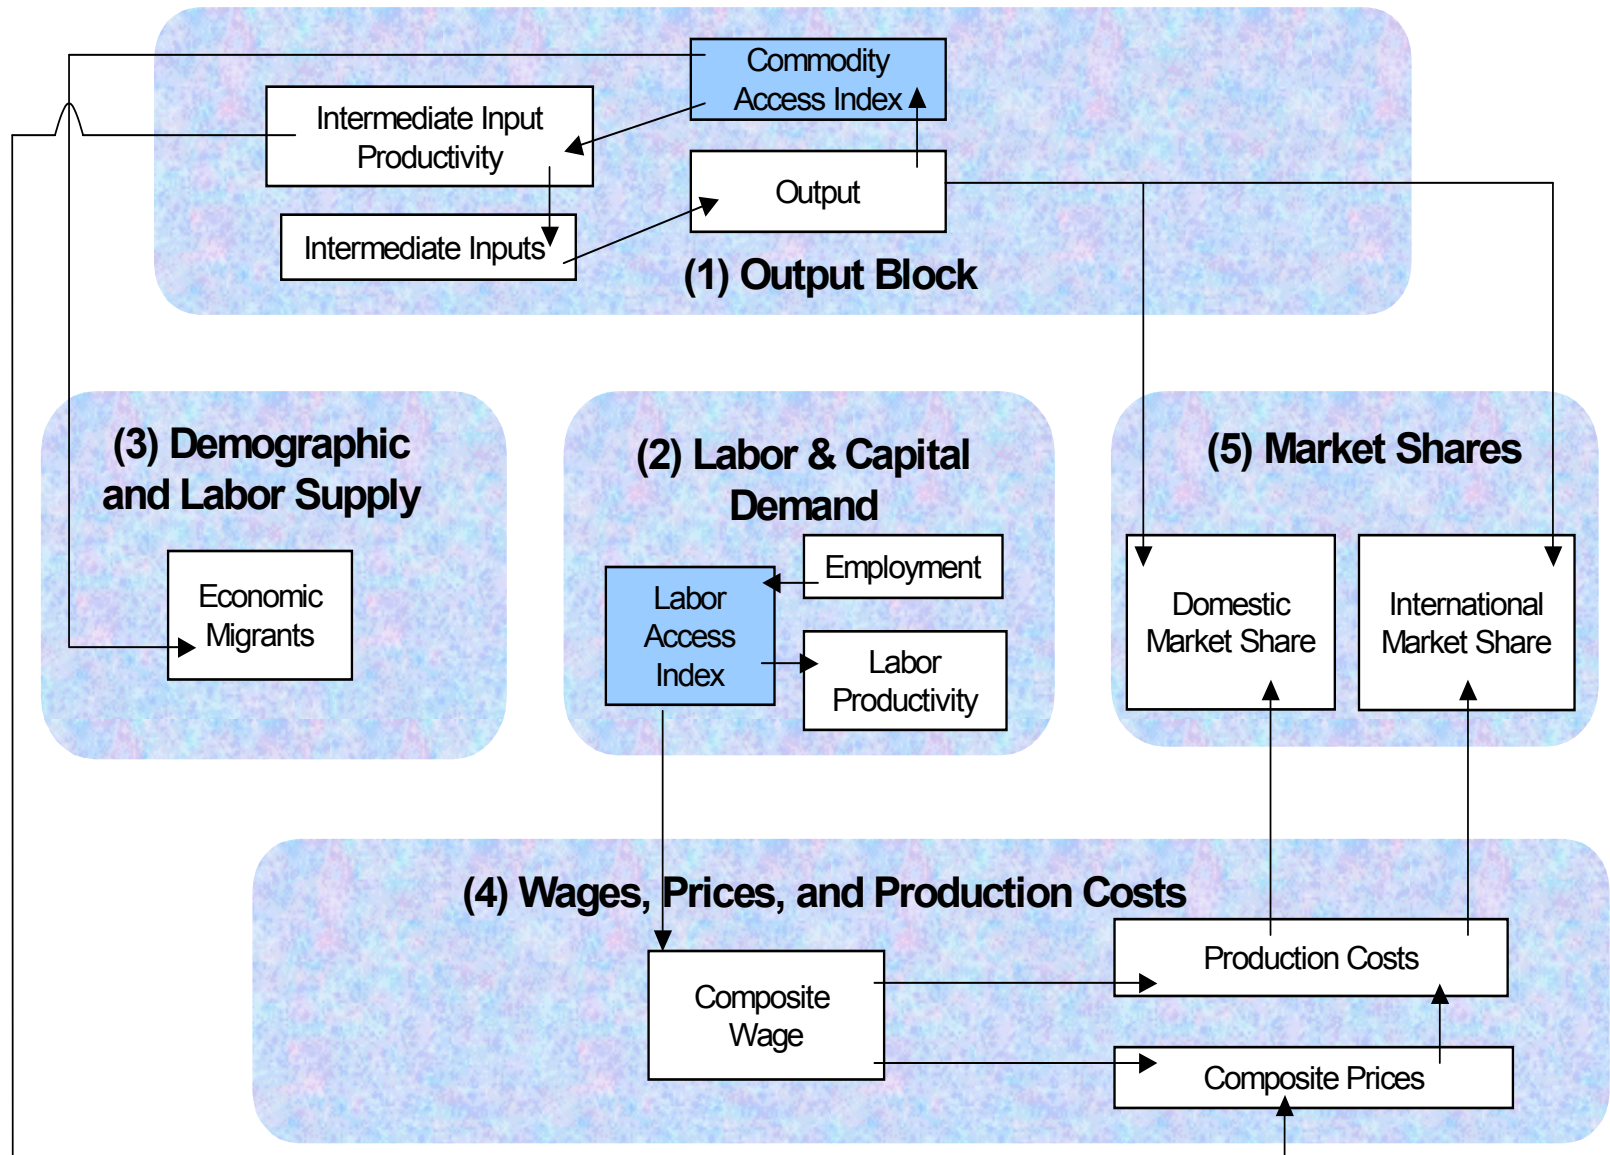 Commodity
Access Index
Intermediate Input
Productivity
Output
Intermediate Inputs
(1) Output Block
(3) Demographic
and Labor Supply
Economic
Migrants
(2) Labor & Capital
Demand
Employment
Labor
Access
Index
Labor
Productivity
(5) Market Shares
Domestic
Market Share
International
Market Share
(4) Wages, Prices, and Production Costs
Composite
Wage
Production Costs
Composite Prices